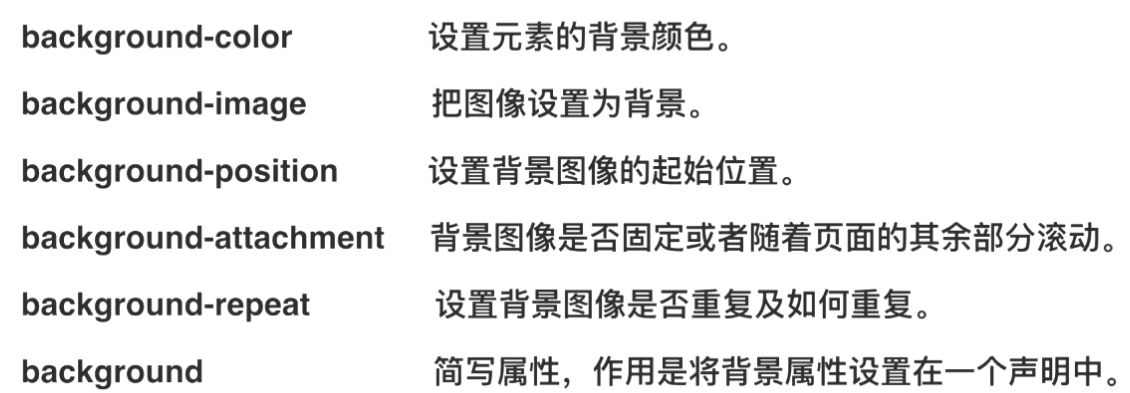 background-color 设置元素的背景颜色。
background-image 把图像设置为背景。
background-position 设置背景图像的起始位置。
background-attachment 背景图像是否固定或者随着页面的其余部分滚动。
background-repeat 设置背景图像是否重复及如何重复。
background 简写属性，作用是将背景属性设置在一个声明中。